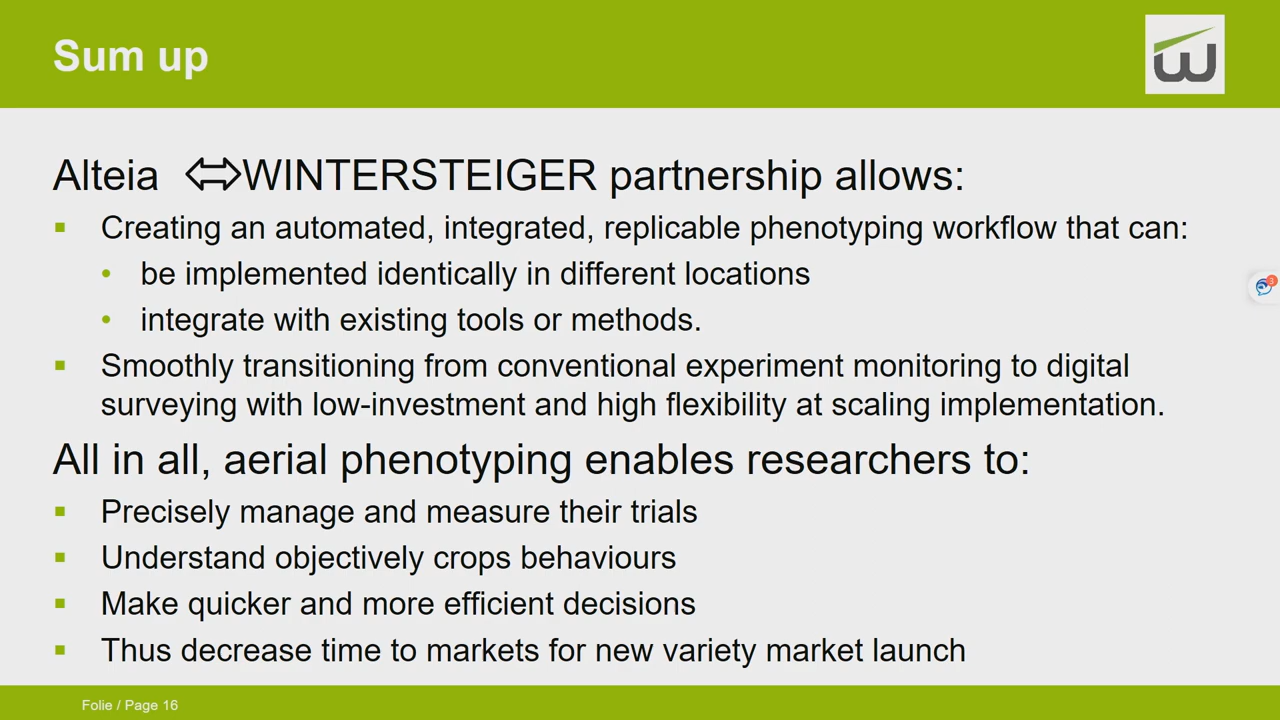 Sum up
Alteia ⇔WINTERSTEIGER partnership allows:
▪ Creating an automated, integrated, replicable phenotyping workflow that can:
• be implemented identically in different locations
• integrate with existing tools or methods.
▪ Smoothly transitioning from conventional experiment monitoring to digital
surveying with low-investment and high flexibility at scaling implementation.
All in all, aerial phenotyping enables researchers to:
▪ Precisely manage and measure their trials
▪ Understand objectively crops behaviours
▪ Make quicker and more efficient decisions
▪ Thus decrease time to markets for new variety market launch
Folie / Page 16
3